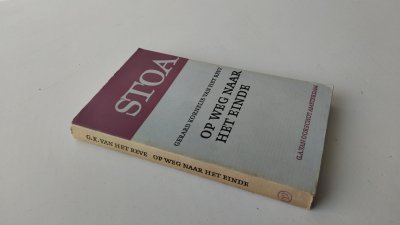 STOA
GERARD KORNELIS VAN HET REVE
OP WEG NAAR
HET EINDE
G.A. VAN OORSCHOT AMSTERDAM
G.K. VAN HET REVE OP WEG NAAR HET EINDE